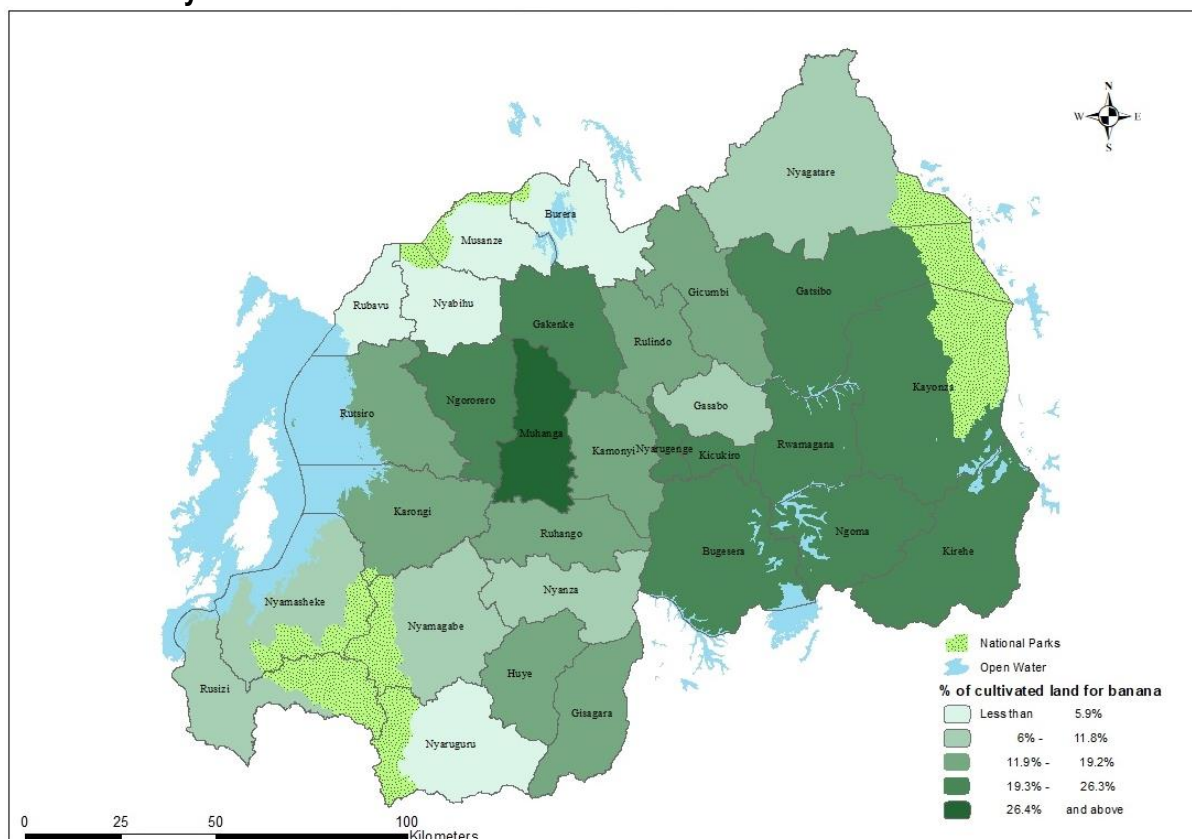 N
W E
S
Nyagatare
Burera
Musanze
Rubavu
Nyabihu
Gicumbi
Gatsibo
Gakenke
Rulindo
Rutsiro
Ngororero
Gasabo
Kayonza
Muhanga
Kamonyi
Nyarugenge
Kicukiro
Rwamagana
Karongi
Ruhango
Bugesera
Ngoma
Kirehe
Nyamasheke
Nyamagabe
Nyanza
Huye
Rusizi
Gisagara
Nyaruguru
National Parks
Open Water
% of cultivated land for banana
Less than 5.9%
6% - 11.8%
11.9% - 19.2%
19.3% - 26.3%
26.4% and above
0 25 50 100
Kilometers